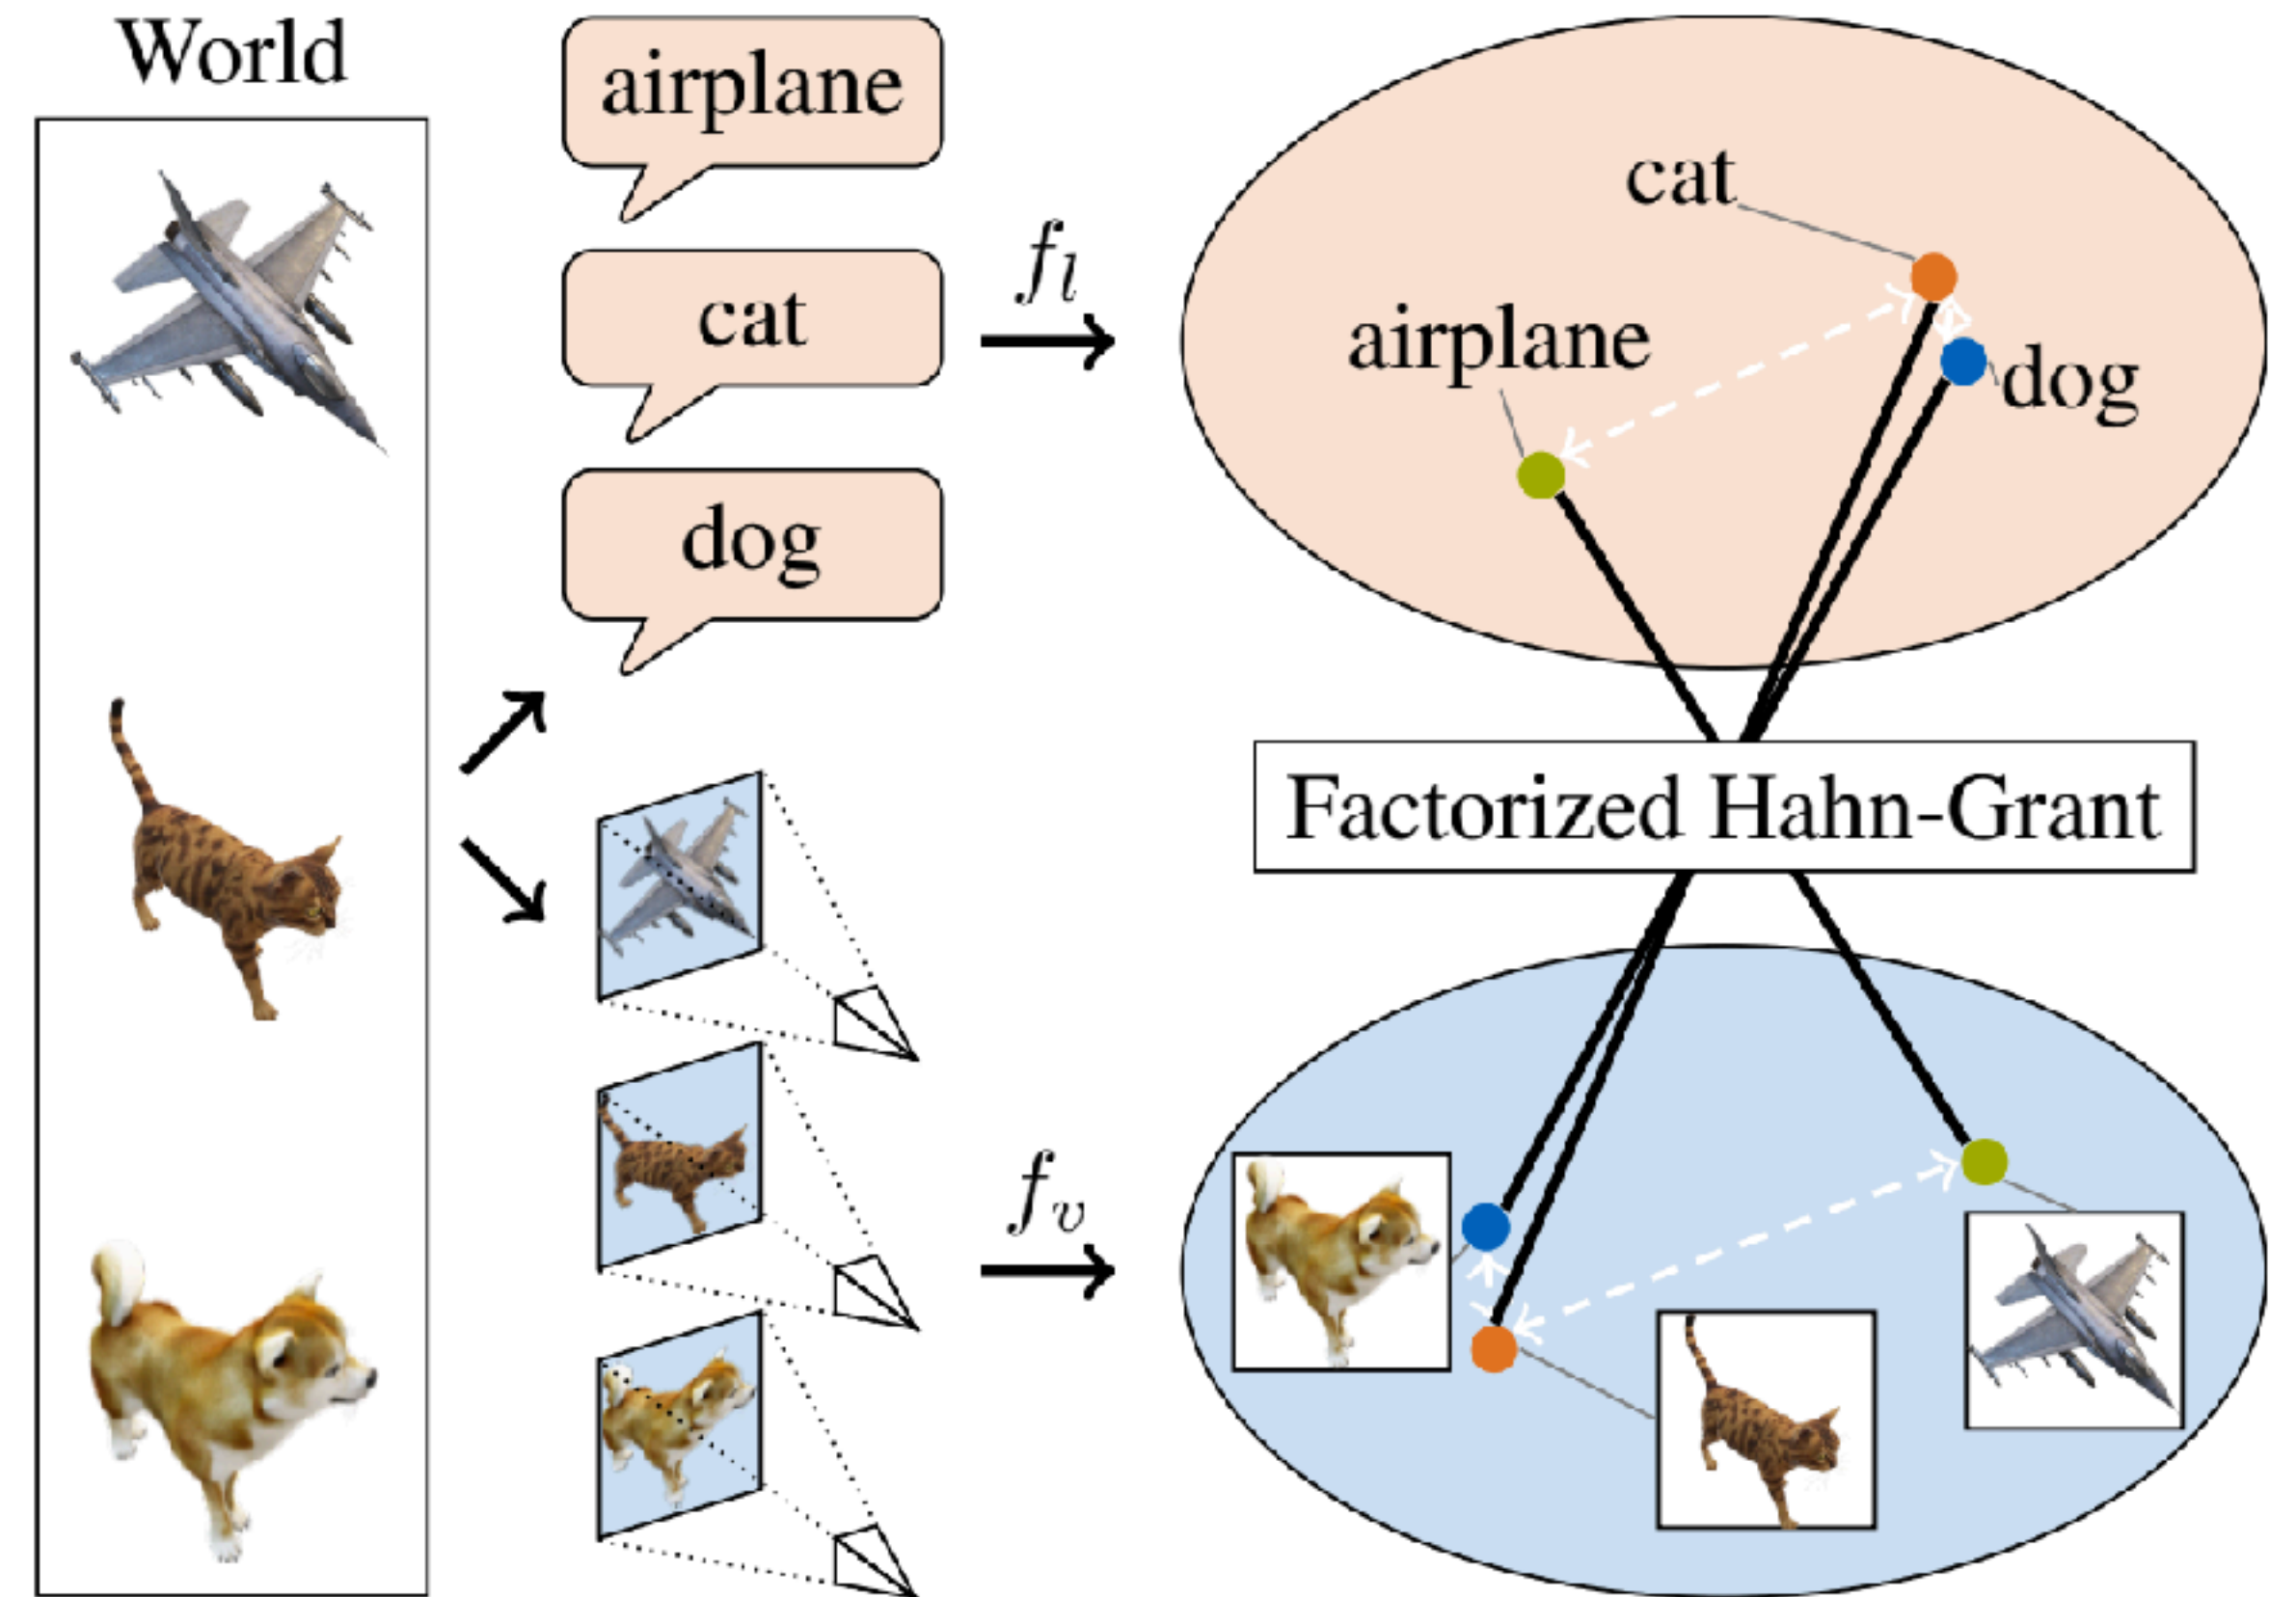 World
airplane
cat
dog
f_l
cat
airplane
dog
Factorized Hahn-Grant
f_v